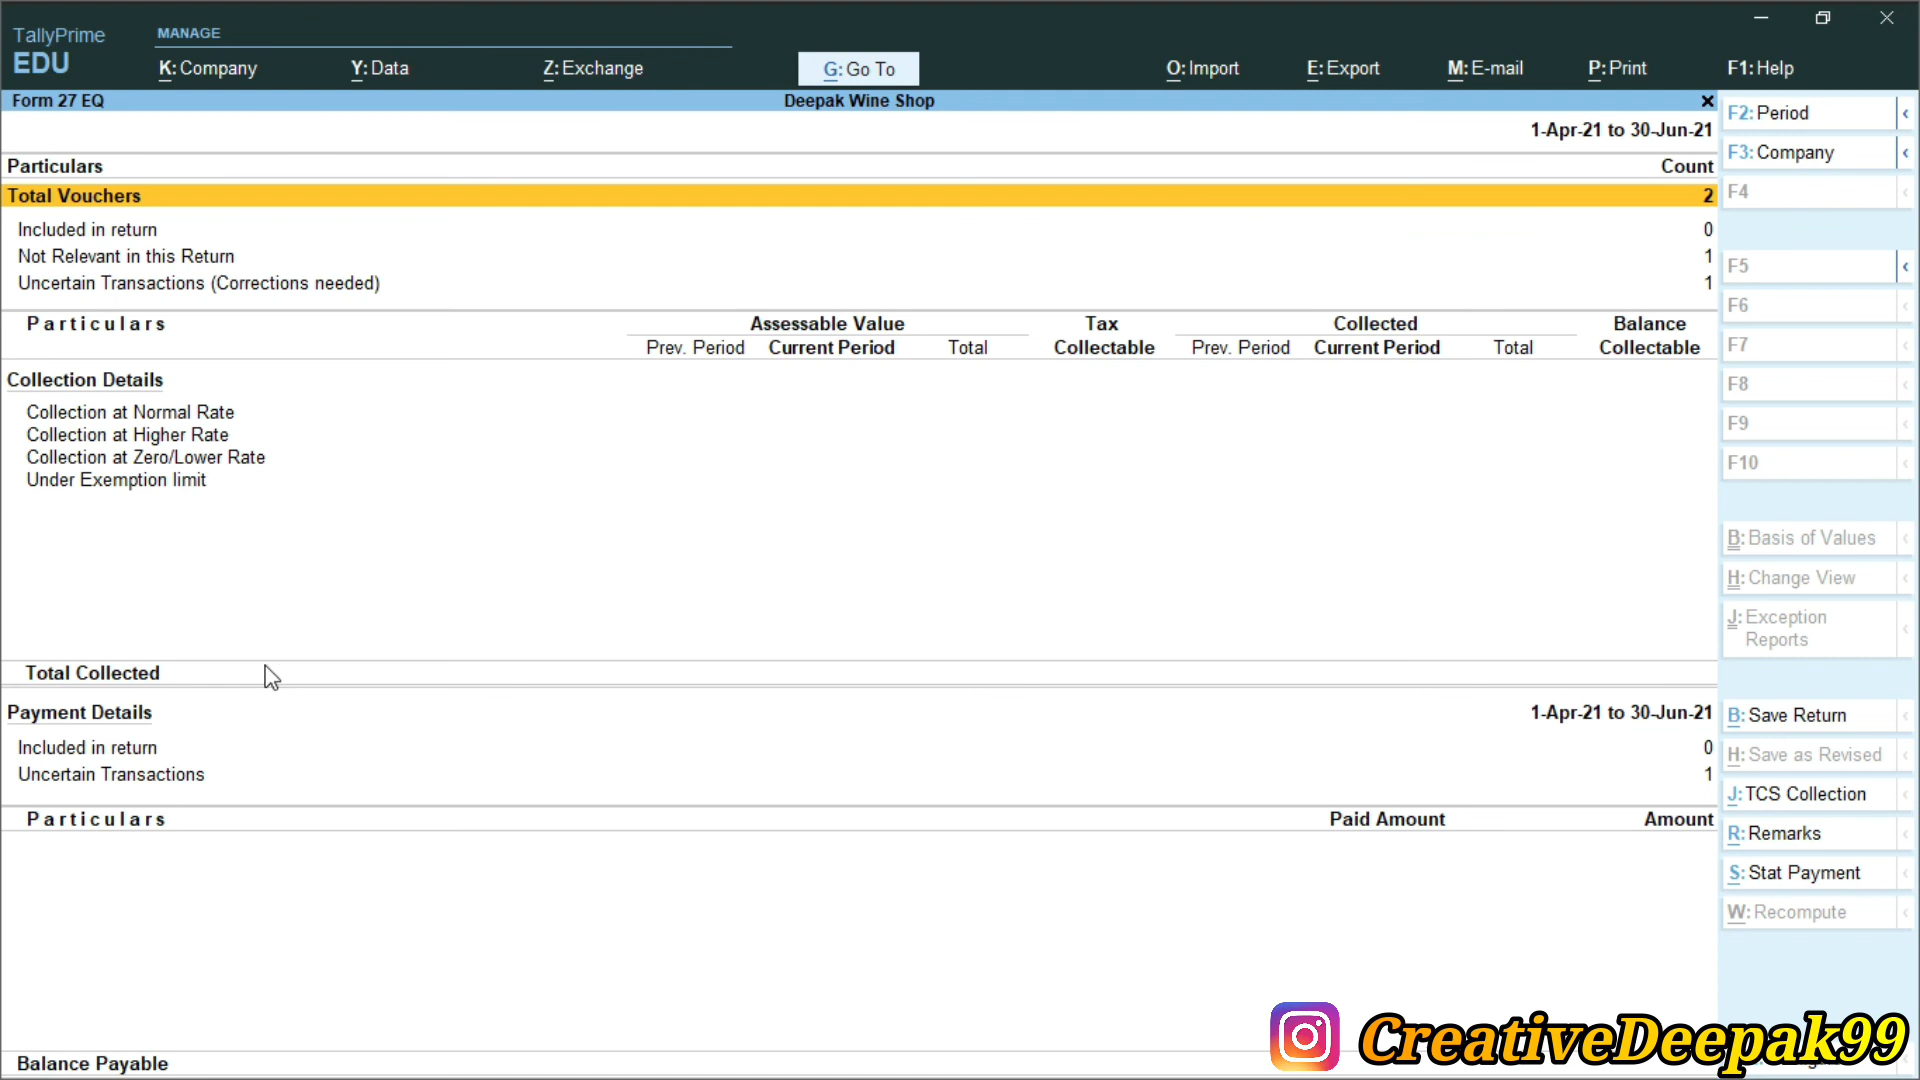 TallyPrime
EDU
MANAGE
K: Company Y: Data Z: Exchange G: Go To O: Import E: Export M: E-mail P: Print F1: Help
Form 27 EQ Deepak Wine Shop
1-Apr-21 to 30-Jun-21
Particulars Count
Total Vouchers 2
Included in return 0
Not Relevant in this Return 1
Uncertain Transactions (Corrections needed) 1
Particulars Assessable Value Tax Collected Balance
Prev. Period Current Period Total Collectable Prev. Period Current Period Total Collectable
Collection Details
Collection at Normal Rate
Collection at Higher Rate
Collection at Zero/Lower Rate
Under Exemption limit
Total Collected
Payment Details 1-Apr-21 to 30-Jun-21
Included in return 0
Uncertain Transactions 1
Particulars Paid Amount Amount
Balance Payable
F2: Period
F3: Company
F4
F5
F6
F7
F8
F9
F10
B: Basis of Values
H: Change View
J: Exception
Reports
B: Save Return
H: Save as Revised
J: TCS Collection
R: Remarks
S: Stat Payment
W: Recompute
CreativeDeepak99